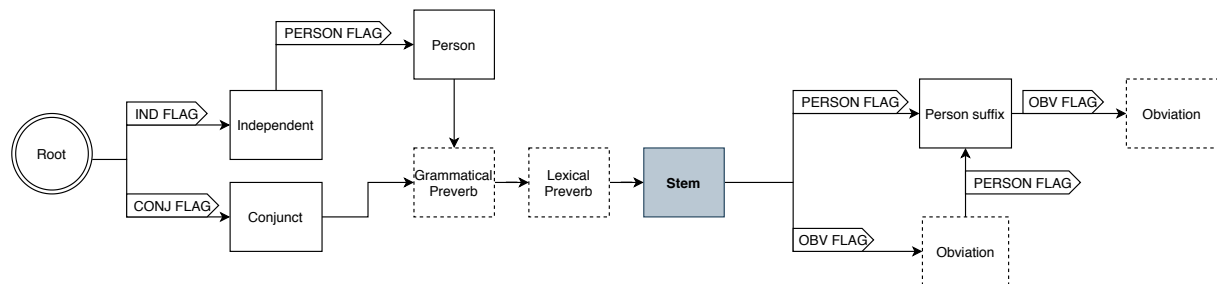 PERSON FLAG
Person
IND FLAG
Independent
Root
CONJ FLAG
Conjunct
Grammatical
Preverb
Lexical
Preverb
Stem
PERSON FLAG
Person suffix
OBV FLAG
Obviation
PERSON FLAG
OBV FLAG
Obviation